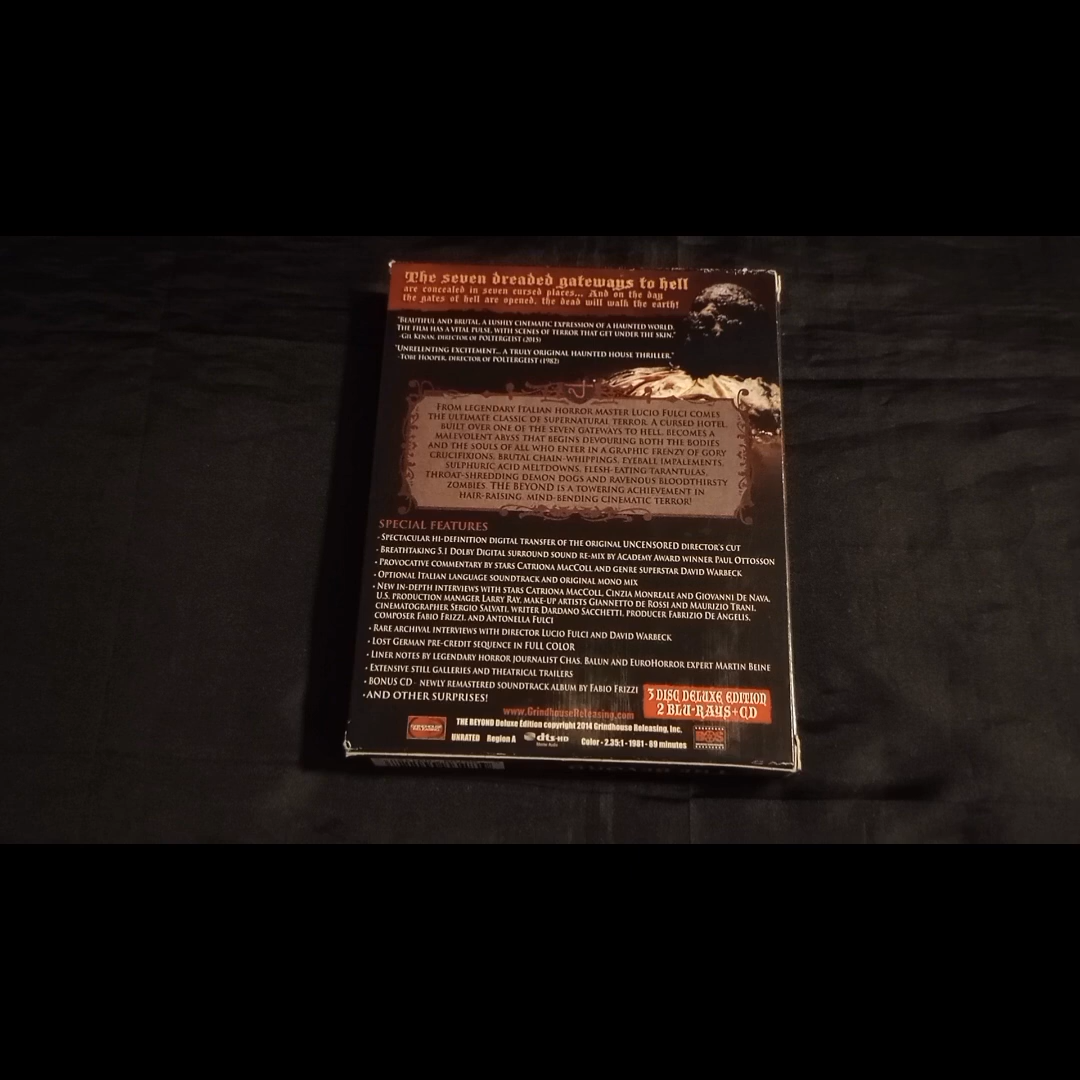 The seven dreaded gateways to hell
are concealed in seven cursed places... And on the day
the gates of hell are opened, the dead will walk the earth!
"BEAUTIFUL AND BRUTAL, A LUSHLY CINEMATIC EXPRESSION OF A HAUNTED WORLD.
THE FILM HAS A VITAL PULSE, WITH SCENES OF TERROR THAT GET UNDER THE SKIN."
-GIL KENAN, DIRECTOR OF POLTERGEIST (2015)
"UNRELENTING EXCITEMENT... A TRULY ORIGINAL HAUNTED HOUSE THRILLER."
-TOBE HOOPER, DIRECTOR OF POLTERGEIST (1982)
FROM LEGENDARY ITALIAN HORROR MASTER LUCIO FULCI COMES
THE ULTIMATE CLASSIC OF SUPERNATURAL TERROR. A CURSED HOTEL,
BUILT OVER ONE OF THE SEVEN GATEWAYS TO HELL, BECOMES A
MALEVOLENT ABYSS THAT BEGINS DEVOURING BOTH THE BODIES
AND THE SOULS OF ALL WHO ENTER IN A GRAPHIC FRENZY OF GORY
CRUCIFIXIONS, BRUTAL CHAIN-WHIPPINGS, EYEBALL IMPALEMENTS,
SULPHURIC ACID MELTDOWNS, FLESH-EATING TARANTULAS,
THROAT-SHREDDING DEMON DOGS AND RAVENOUS BLOODTHIRSTY
ZOMBIES. THE BEYOND IS A TOWERING ACHIEVEMENT IN
HAIR-RAISING, MIND-BENDING CINEMATIC TERROR!
SPECIAL FEATURES
• SPECTACULAR HI-DEFINITION DIGITAL TRANSFER OF THE ORIGINAL UNCENSORED DIRECTOR'S CUT
• BREATHTAKING 5.1 DOLBY DIGITAL SURROUND SOUND RE-MIX BY ACADEMY AWARD WINNER PAUL OTTOSSON
• PROVOCATIVE COMMENTARY BY STARS CATRIONA MACCOLL AND GENRE SUPERSTAR DAVID WARBECK
• OPTIONAL ITALIAN LANGUAGE SOUNDTRACK AND ORIGINAL MONO MIX
• NEW IN-DEPTH INTERVIEWS WITH STARS CATRIONA MACCOLL, CINZIA MONREALE AND GIOVANNI DE NAVA,
U.S. PRODUCTION MANAGER LARRY RAY, MAKE-UP ARTISTS GIANNETTO DE ROSSI AND MAURIZIO TRANI,
CINEMATOGRAPHER SERGIO SALVATI, WRITER DARDANO SACCHETTI, PRODUCER FABRIZIO DE ANGELIS,
COMPOSER FABIO FRIZZI, AND ANTONELLA FULCI
• RARE ARCHIVAL INTERVIEWS WITH DIRECTOR LUCIO FULCI AND DAVID WARBECK
• LOST GERMAN PRE-CREDIT SEQUENCE IN FULL COLOR
• LINER NOTES BY LEGENDARY HORROR JOURNALIST CHAS. BALUN AND EUROHORROR EXPERT MARTIN BEINE
• EXTENSIVE STILL GALLERIES AND THEATRICAL TRAILERS
• BONUS CD - NEWLY REMASTERED SOUNDTRACK ALBUM BY FABIO FRIZZI
• AND OTHER SURPRISES!
3 DISC DELUXE EDITION
2 BLU-RAYS+CD
www.GrindhouseReleasing.com
THE BEYOND Deluxe Edition copyright 2014 Grindhouse Releasing, Inc.
UNRATED Region A dts-HD Master Audio Color - 2.35:1 - 1981 - 89 minutes